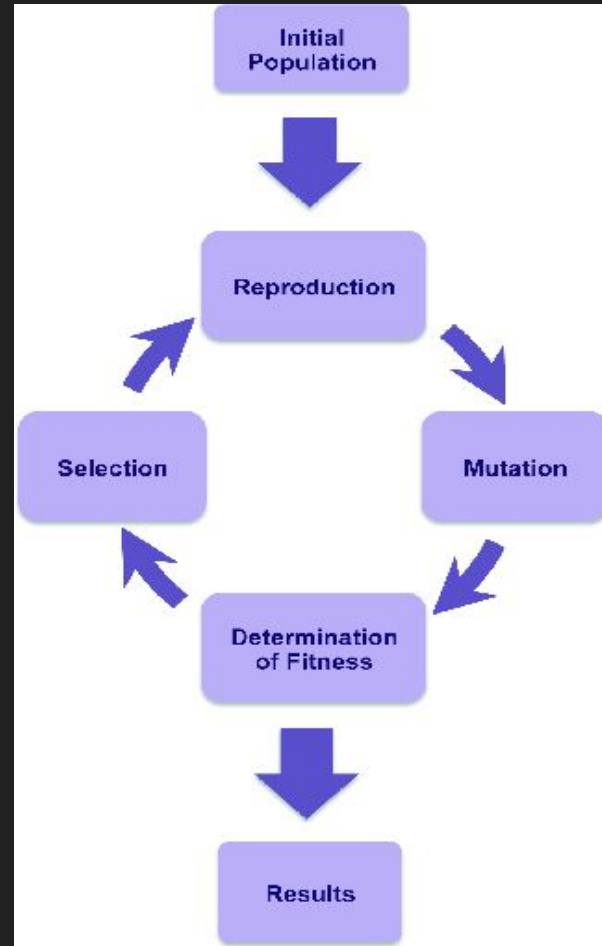 Initial
Population
Reproduction
Selection
Mutation
Determination
of Fitness
Results